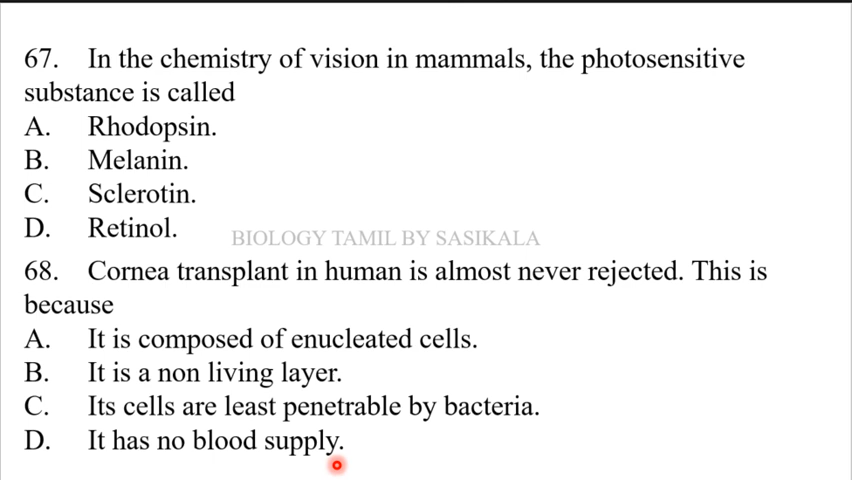 67. In the chemistry of vision in mammals, the photosensitive
substance is called
A. Rhodopsin.
B. Melanin.
C. Sclerotin.
D. Retinol.
BIOLOGY TAMIL BY SASIKALA
68. Cornea transplant in human is almost never rejected. This is
because
A. It is composed of enucleated cells.
B. It is a non living layer.
C. Its cells are least penetrable by bacteria.
D. It has no blood supply.